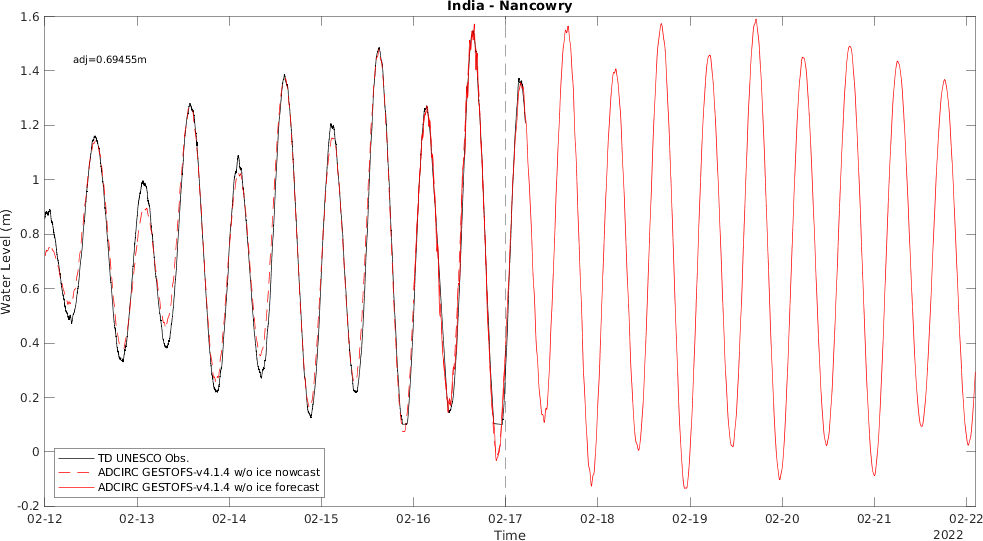 India - Nancowry
adj=0.69455m
1.6
1.4
1.2
1
0.8
0.6
0.4
0.2
0
-0.2
Water Level (m)
TD UNESCO Obs.
ADCIRC GESTOFS-v4.1.4 w/o ice nowcast
ADCIRC GESTOFS-v4.1.4 w/o ice forecast
02-12 02-13 02-14 02-15 02-16 02-17 02-18 02-19 02-20 02-21 02-22
Time
2022